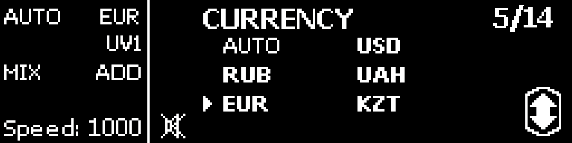 AUTO EUR
UV1
MIX ADD
Speed: 1000
CURRENCY 5/14
AUTO USD
RUB UAH
EUR KZT